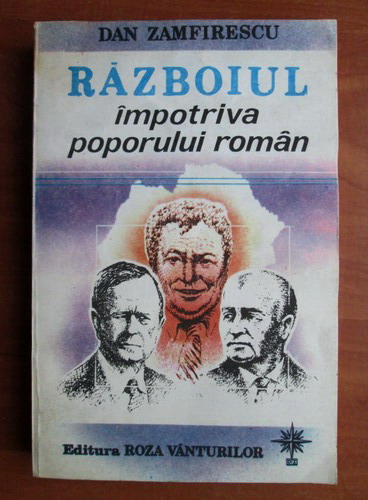 DAN ZAMFIRESCU
RĂZBOIUL
împotriva
poporului român
Editura ROZA VÂNTURILOR